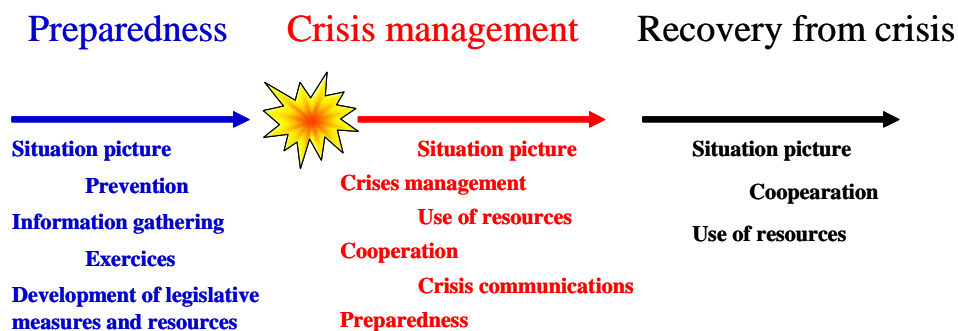 Preparedness
Crisis management
Recovery from crisis
Situation picture
Prevention
Information gathering
Exercices
Development of legislative
measures and resources
Situation picture
Crises management
Use of resources
Cooperation
Crisis communications
Preparedness
Situation picture
Coopearation
Use of resources